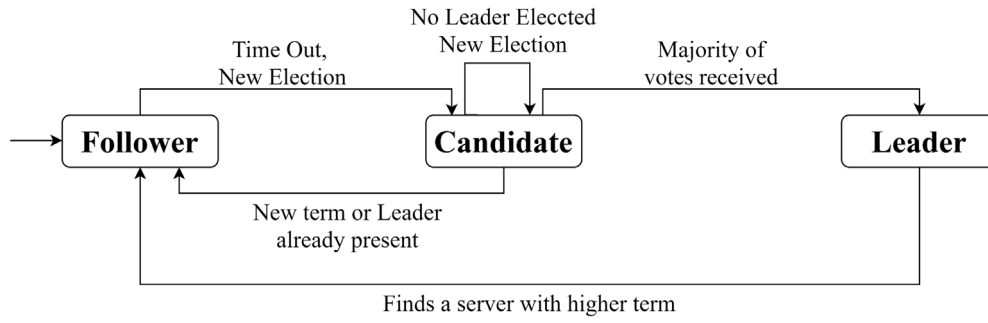 No Leader Eleccted
New Election
Time Out,
New Election
Majority of
votes received
Follower
Candidate
Leader
New term or Leader
already present
Finds a server with higher term